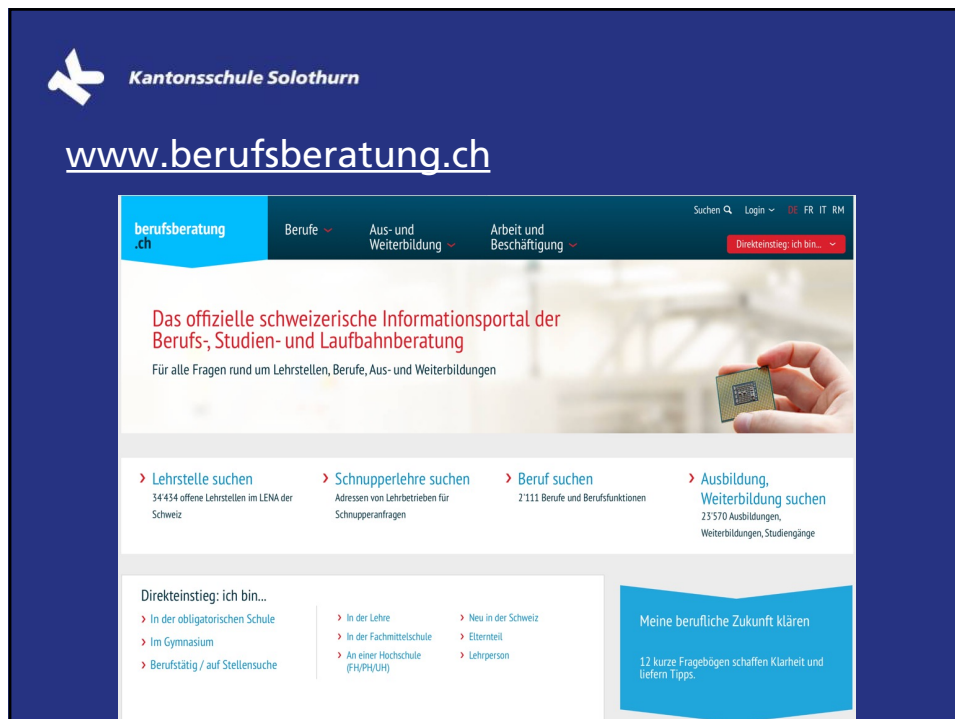 Kantonsschule Solothurn
www.berufsberatung.ch
Suchen Login DE FR IT RM
berufsberatung
.ch
Berufe
Aus- und
Weiterbildung
Arbeit und
Beschäftigung
Direkteinstieg: ich bin...
Das offizielle schweizerische Informationsportal der
Berufs-, Studien- und Laufbahnberatung
Für alle Fragen rund um Lehrstellen, Berufe, Aus- und Weiterbildungen
Lehrstelle suchen
34'434 offene Lehrstellen im LENA der
Schweiz
Schnupperlehre suchen
Adressen von Lehrbetrieben für
Schnupperanfragen
Beruf suchen
2'111 Berufe und Berufsfunktionen
Ausbildung,
Weiterbildung suchen
23'570 Ausbildungen,
Weiterbildungen, Studiengänge
Direkteinstieg: ich bin...
In der obligatorischen Schule
Im Gymnasium
Berufstätig / auf Stellensuche
In der Lehre
In der Fachmittelschule
An einer Hochschule
(FH/PH/UH)
Neu in der Schweiz
Elternteil
Lehrperson
Meine berufliche Zukunft klären
12 kurze Fragebögen schaffen Klarheit und
liefern Tipps.